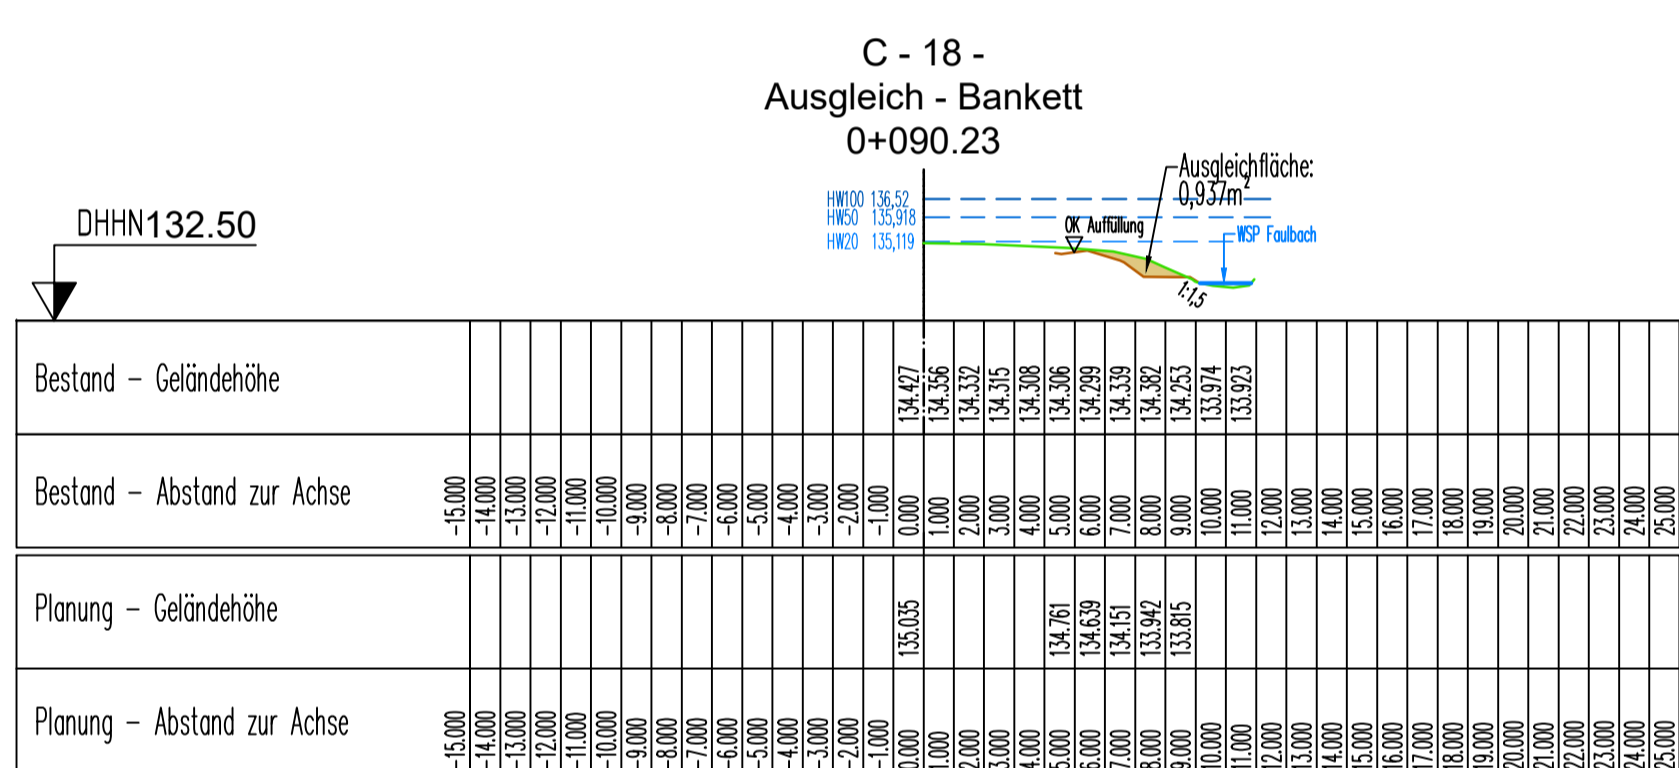 C - 18 -
Ausgleich - Bankett
0+090.23
Ausgleichfläche:
0,937m²
DHHN132.50
HW100 136,52
HW50 135,918
HW20 135,119
OK Auffüllung
WSP Faulbach
1:1,5
Bestand - Geländehöhe
134.427 134.356 134.332 134.315 134.308 134.306 134.299 134.339 134.382 134.253 133.974 133.923
Bestand - Abstand zur Achse
-15.000 -14.000 -13.000 -12.000 -11.000 -10.000 -9.000 -8.000 -7.000 -6.000 -5.000 -4.000 -3.000 -2.000 -1.000 0.000 1.000 2.000 3.000 4.000 5.000 6.000 7.000 8.000 9.000 10.000 11.000 12.000 13.000 14.000 15.000 16.000 17.000 18.000 19.000 20.000 21.000 22.000 23.000 24.000 25.000
Planung - Geländehöhe
135.035 134.761 134.639 134.151 133.942 133.815
Planung - Abstand zur Achse
-15.000 -14.000 -13.000 -12.000 -11.000 -10.000 -9.000 -8.000 -7.000 -6.000 -5.000 -4.000 -3.000 -2.000 -1.000 0.000 1.000 2.000 3.000 4.000 5.000 6.000 7.000 8.000 9.000 10.000 11.000 12.000 13.000 14.000 15.000 16.000 17.000 18.000 19.000 20.000 21.000 22.000 23.000 24.000 25.000